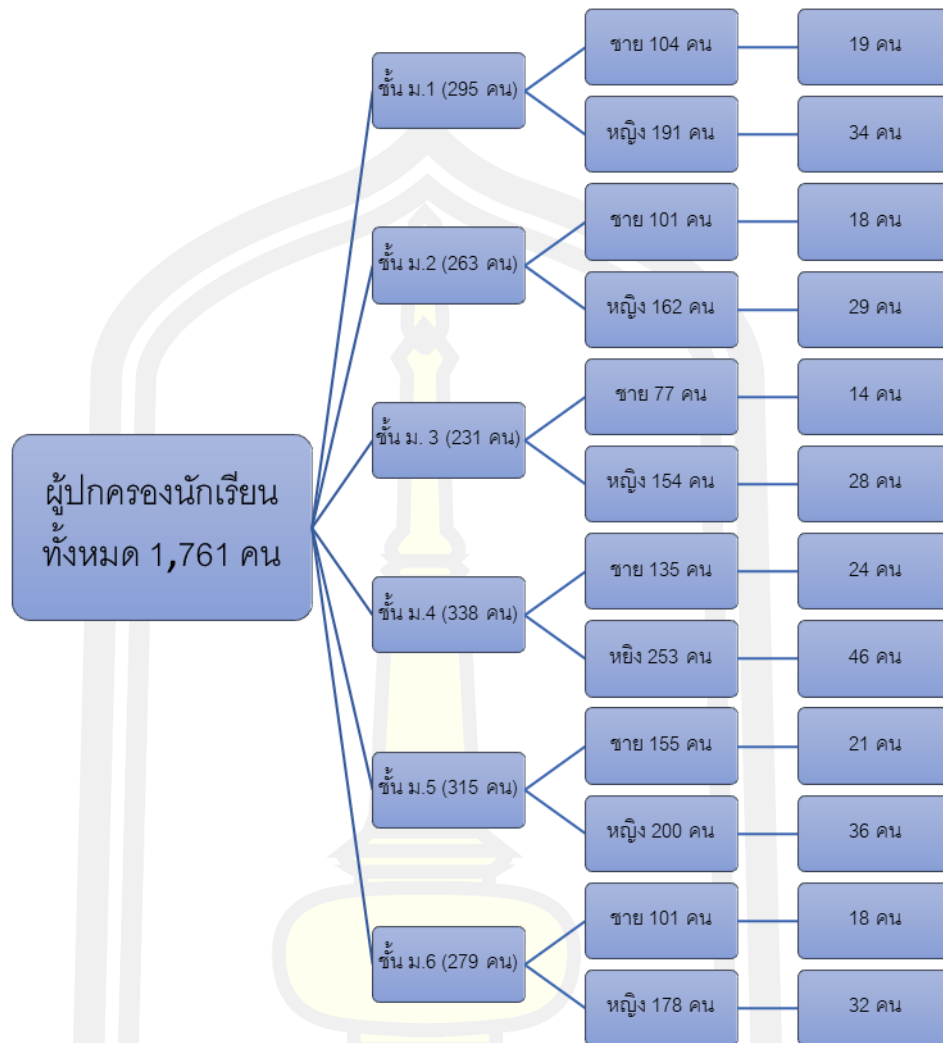 ผู้ปกครองนักเรียน
ทั้งหมด 1,761 คน
ชั้น ม.1 (295 คน)
ชาย 104 คน
19 คน
หญิง 191 คน
34 คน
ชั้น ม.2 (263 คน)
ชาย 101 คน
18 คน
หญิง 162 คน
29 คน
ชั้น ม. 3 (231 คน)
ชาย 77 คน
14 คน
หญิง 154 คน
28 คน
ชั้น ม.4 (338 คน)
ชาย 135 คน
24 คน
หยิง 253 คน
46 คน
ชั้น ม.5 (315 คน)
ชาย 155 คน
21 คน
หญิง 200 คน
36 คน
ชั้น ม.6 (279 คน)
ชาย 101 คน
18 คน
หญิง 178 คน
32 คน